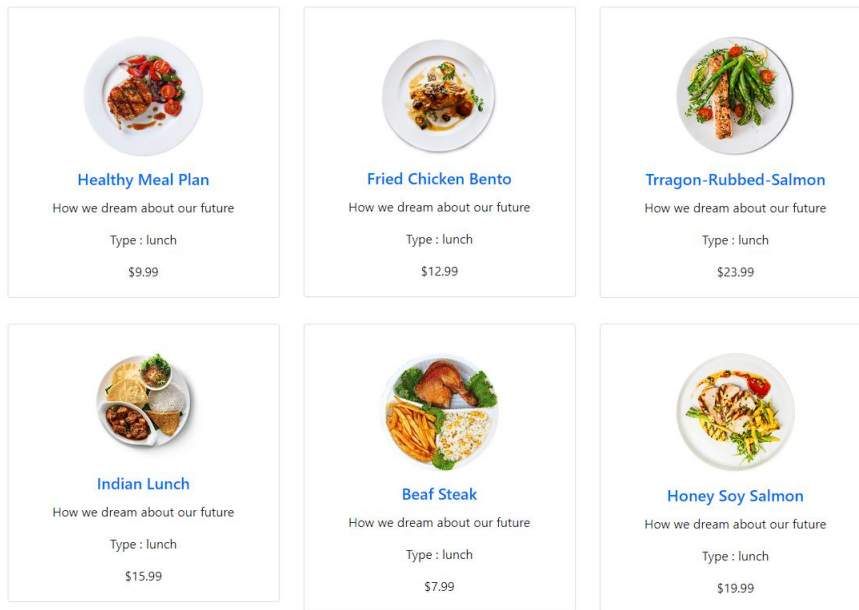 Healthy Meal Plan
How we dream about our future
Type : lunch
$9.99
Fried Chicken Bento
How we dream about our future
Type : lunch
$12.99
Trragon-Rubbed-Salmon
How we dream about our future
Type : lunch
$23.99
Indian Lunch
How we dream about our future
Type : lunch
$15.99
Beaf Steak
How we dream about our future
Type : lunch
$7.99
Honey Soy Salmon
How we dream about our future
Type : lunch
$19.99